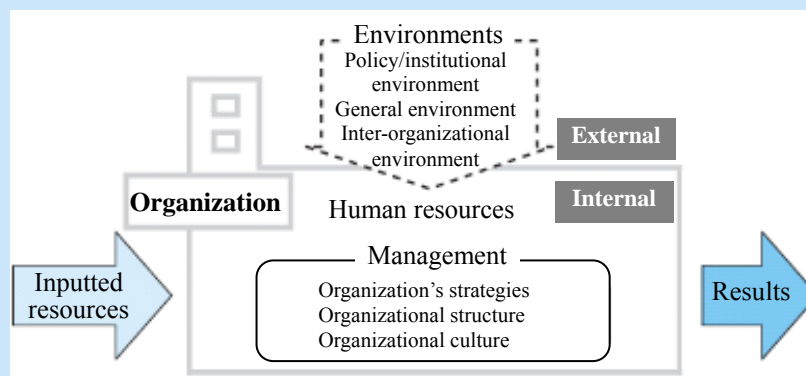 Environments
Policy/institutional
environment
General environment
Inter-organizational
environment
External
Organization
Human resources
Internal
Management
Inputted
resources
Organization's strategies
Organizational structure
Organizational culture
Results